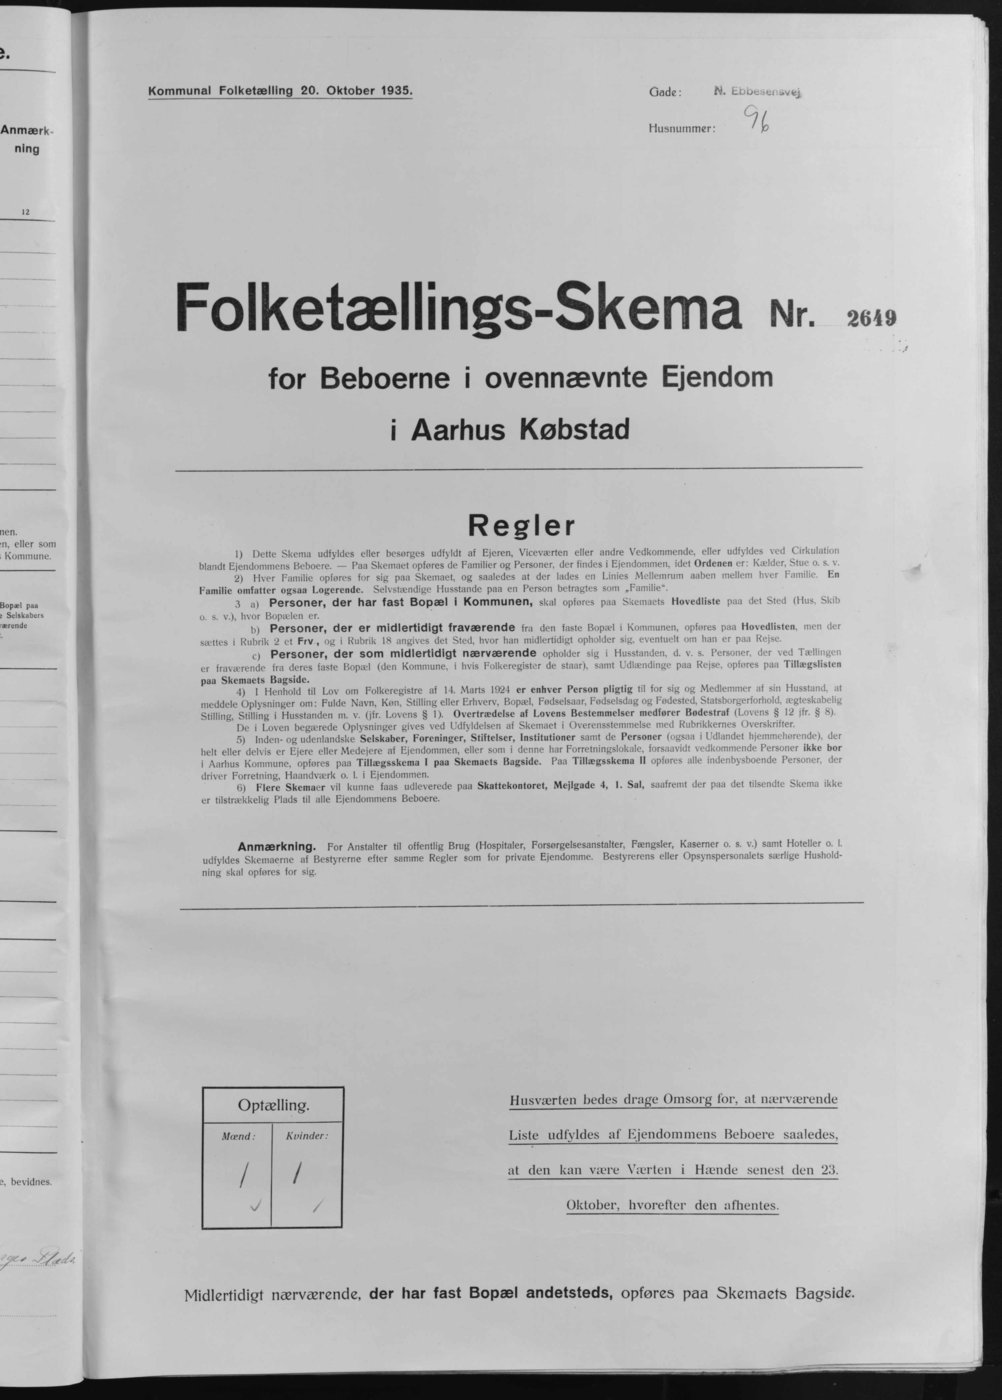 e.
Anmærk-
ning
12
nen.
en, eller som
s Kommune.
Bopæl paa
e Selskabers
værende
e, bevidnes.
Kommunal Folketælling 20. Oktober 1935.
Gade: N. Ebbesensvej
Husnummer: 96
Folketællings-Skema Nr. 2649
for Beboerne i ovennævnte Ejendom
i Aarhus Købstad
Regler
1) Dette Skema udfyldes eller besørges udfyldt af Ejeren, Viceværten eller andre Vedkommende, eller udfyldes ved Cirkulation
blandt Ejendommens Beboere. — Paa Skemaet opføres de Familier og Personer, der findes i Ejendommen, idet Ordenen er: Kælder, Stue o. s. v.
2) Hver Familie opføres for sig paa Skemaet, og saaledes at der lades en Linies Mellemrum aaben mellem hver Familie. En
Familie omfatter ogsaa Logerende. Selvstændige Husstande paa en Person betragtes som „Familie“.
3 a) Personer, der har fast Bopæl i Kommunen, skal opføres paa Skemaets Hovedliste paa det Sted (Hus, Skib
o. s. v.), hvor Bopælen er.
b) Personer, der er midlertidigt fraværende fra den faste Bopæl i Kommunen, opføres paa Hovedlisten, men der
sættes i Rubrik 2 et Frv., og i Rubrik 18 angives det Sted, hvor han midlertidigt opholder sig, eventuelt om han er paa Rejse.
c) Personer, der som midlertidigt nærværende opholder sig i Husstanden, d. v. s. Personer, der ved Tællingen
er fraværende fra deres faste Bopæl (den Kommune, i hvis Folkeregister de staar), samt Udlændinge paa Rejse, opføres paa Tillægslisten
paa Skemaets Bagside.
4) I Henhold til Lov om Folkeregistre af 14. Marts 1924 er enhver Person pligtig til for sig og Medlemmer af sin Husstand, at
meddele Oplysninger om: Fulde Navn, Køn, Stilling eller Erhverv, Bopæl, Fødselsaar, Fødselsdag og Fødested, Statsborgerforhold, ægteskabelig
Stilling, Stilling i Husstanden m. v. (jfr. Lovens § 1). Overtrædelse af Lovens Bestemmelser medfører Bødestraf (Lovens § 12 jfr. § 8).
De i Loven begærede Oplysninger gives ved Udfyldelsen af Skemaet i Overensstemmelse med Rubrikkernes Overskrifter.
5) Inden- og udenlandske Selskaber, Foreninger, Stiftelser, Institutioner samt de Personer (ogsaa i Udlandet hjemmehørende), der
helt eller delvis er Ejere eller Medejere af Ejendommen, eller som i denne har Forretningslokale, forsaavidt vedkommende Personer ikke bor
i Aarhus Kommune, opføres paa Tillægsskema I paa Skemaets Bagside. Paa Tillægsskema II opføres alle indenbysboende Personer, der
driver Forretning, Haandværk o. l. i Ejendommen.
6) Flere Skemaer vil kunne faas udleverede paa Skattekontoret, Mejlgade 4, 1. Sal, saafremt der paa det tilsendte Skema ikke
er tilstrækkelig Plads til alle Ejendommens Beboere.
Anmærkning. For Anstalter til offentlig Brug (Hospitaler, Forsørgelsesanstalter, Fængsler, Kaserner o. s. v.) samt Hoteller o. l.
udfyldes Skemaerne af Bestyrerne efter samme Regler som for private Ejendomme. Bestyrerens eller Opsynspersonalets særlige Hushold-
ning skal opføres for sig.
Optælling.
Mænd: Kvinder:
1 1
Husværten bedes drage Omsorg for, at nærværende
Liste udfyldes af Ejendommens Beboere saaledes,
at den kan være Værten i Hænde senest den 23.
Oktober, hvorefter den afhentes.
Midlertidigt nærværende, der har fast Bopæl andetsteds, opføres paa Skemaets Bagside.